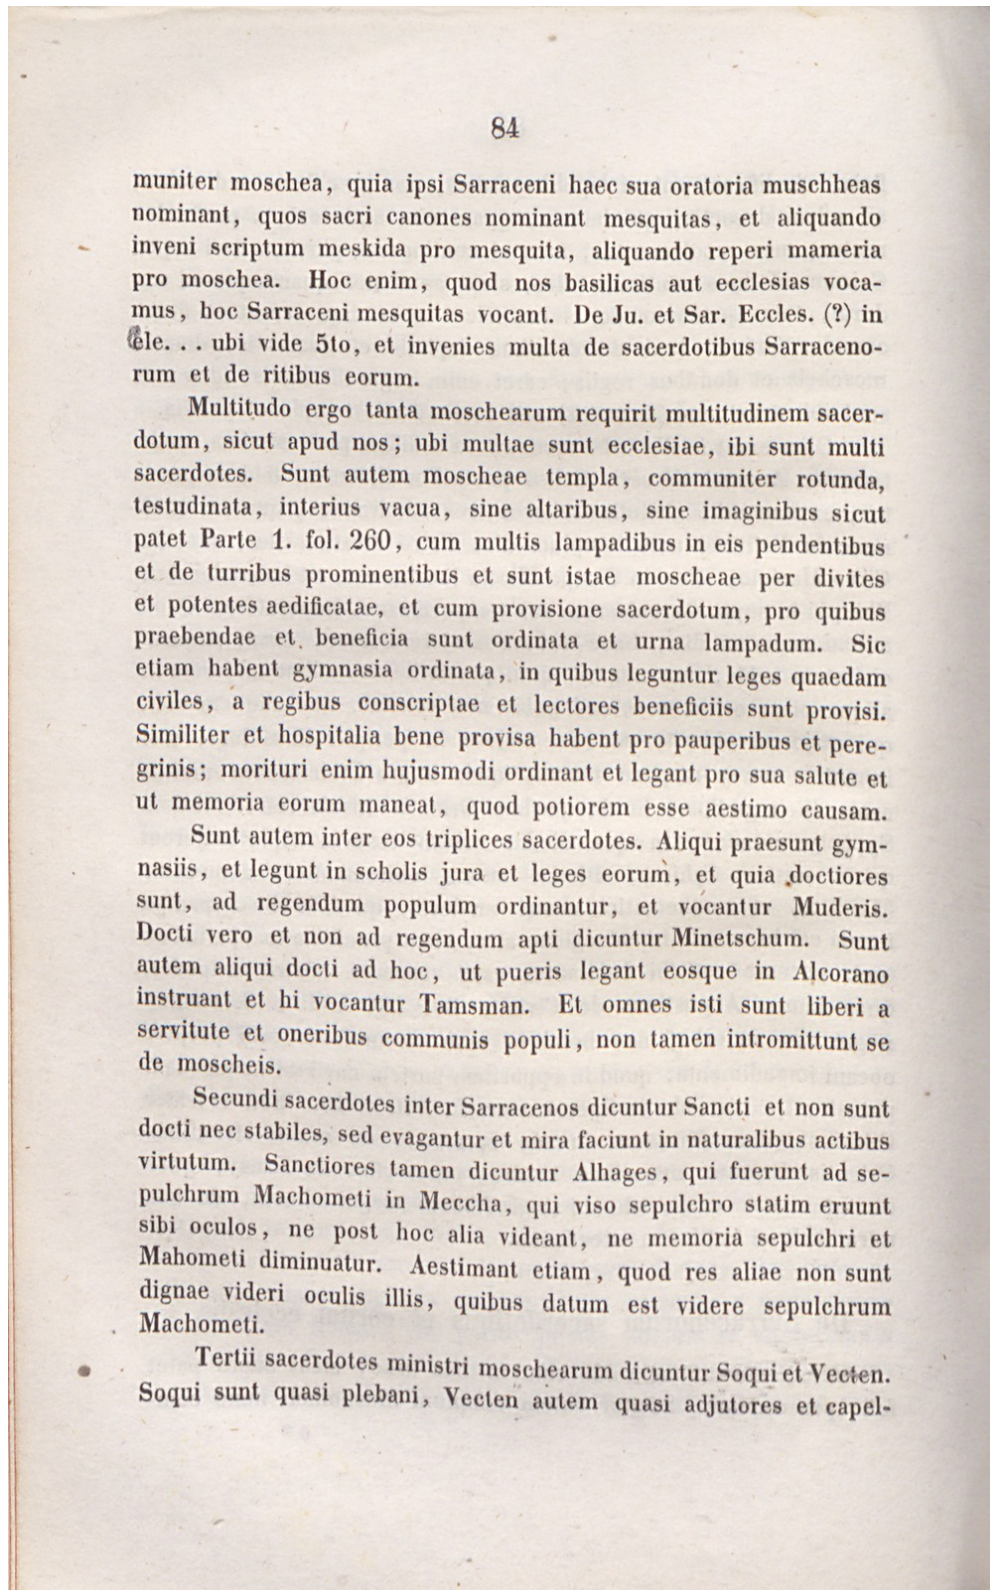 84
muniter moschea, quia ipsi Sarraceni haec sua oratoria muschheas
nominant, quos sacri canones nominant mesquitas, et aliquando
inveni scriptum meskida pro mesquita, aliquando reperi mameria
pro moschea. Hoc enim, quod nos basilicas aut ecclesias voca-
mus, hoc Sarraceni mesquitas vocant. De Ju. et Sar. Eccles. (?) in
ele. . . ubi vide 5to, et invenies multa de sacerdotibus Sarraceno-
rum et de ritibus eorum.
Multitudo ergo tanta moschearum requirit multitudinem sacer-
dotum, sicut apud nos; ubi multae sunt ecclesiae, ibi sunt multi
sacerdotes. Sunt autem moscheae templa, communiter rotunda,
testudinata, interius vacua, sine altaribus, sine imaginibus sicut
patet Parte 1. fol. 260, cum multis lampadibus in eis pendentibus
et de turribus prominentibus et sunt istae moscheae per divites
et potentes aedificatae, et cum provisione sacerdotum, pro quibus
praebendae et beneficia sunt ordinata et urna lampadum. Sic
etiam habent gymnasia ordinata, in quibus leguntur leges quaedam
civiles, a regibus conscriptae et lectores beneficiis sunt provisi.
Similiter et hospitalia bene provisa habent pro pauperibus et pere-
grinis; morituri enim hujusmodi ordinant et legant pro sua salute et
ut memoria eorum maneat, quod potiorem esse aestimo causam.
Sunt autem inter eos triplices sacerdotes. Aliqui praesunt gym-
nasiis, et legunt in scholis jura et leges eorum, et quia doctiores
sunt, ad regendum populum ordinantur, et vocantur Muderis.
Docti vero et non ad regendum apti dicuntur Minetschum. Sunt
autem aliqui docti ad hoc, ut pueris legant eosque in Alcorano
instruant et hi vocantur Tamsman. Et omnes isti sunt liberi a
servitute et oneribus communis populi, non tamen intromittunt se
de moscheis.
Secundi sacerdotes inter Sarracenos dicuntur Sancti et non sunt
docti nec stabiles, sed evagantur et mira faciunt in naturalibus actibus
virtutum. Sanctiores tamen dicuntur Alhages, qui fuerunt ad se-
pulchrum Machometi in Meccha, qui viso sepulchro statim eruunt
sibi oculos, ne post hoc alia videant, ne memoria sepulchri et
Mahometi diminuatur. Aestimant etiam, quod res aliae non sunt
dignae videri oculis illis, quibus datum est videre sepulchrum
Machometi.
Tertii sacerdotes ministri moschearum dicuntur Soqui et Vecten.
Soqui sunt quasi plebani, Vecten autem quasi adjutores et capel-